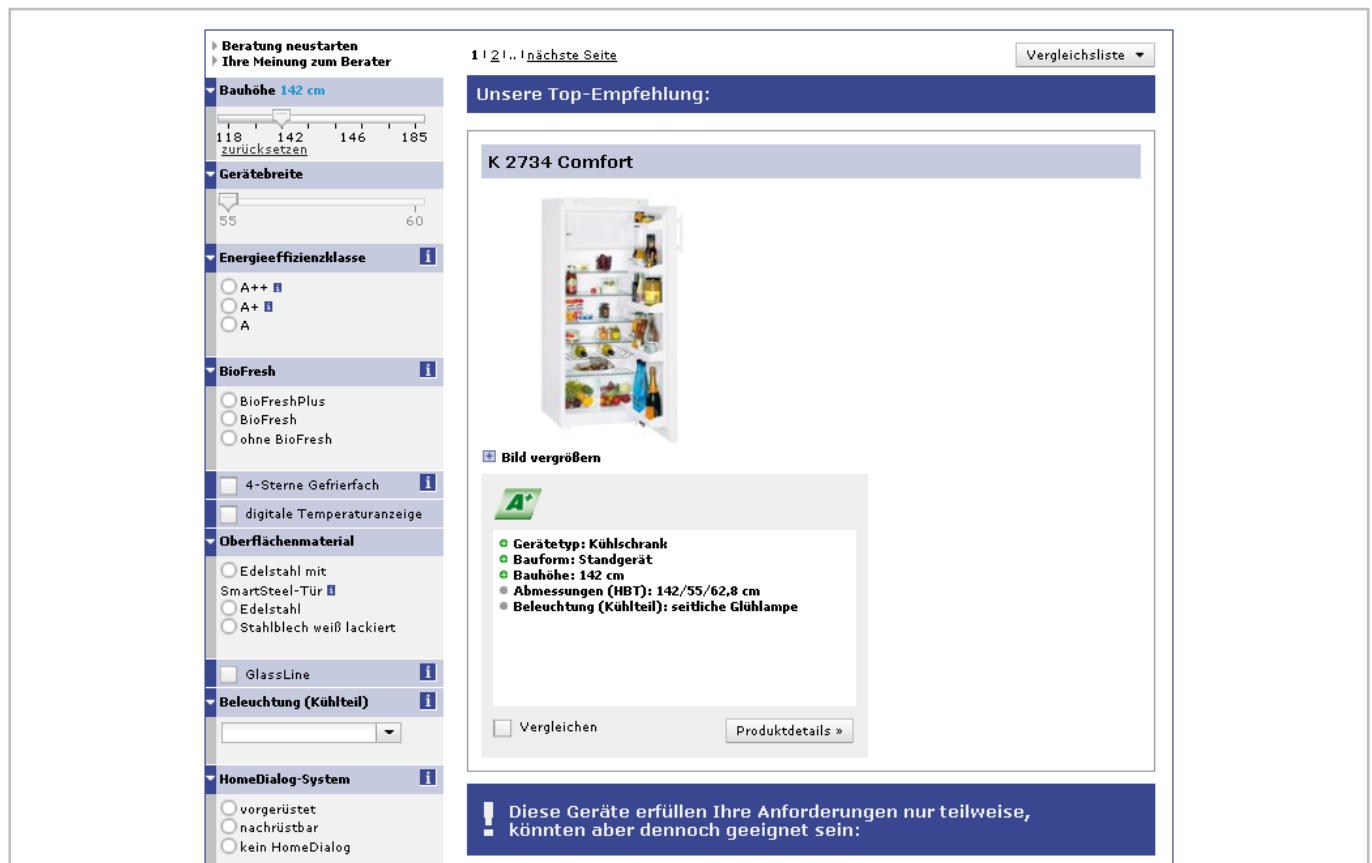 Beratung neustarten
Ihre Meinung zum Berater
Bauhöhe 142 cm
118 142 146 185
zurücksetzen
Gerätebreite
55 60
Energieeffizienzklasse i
A++ i
A+ i
A
BioFresh i
BioFreshPlus
BioFresh
ohne BioFresh
4-Sterne Gefrierfach i
digitale Temperaturanzeige
Oberflächenmaterial
Edelstahl mit
SmartSteel-Tür i
Edelstahl
Stahlblech weiß lackiert
GlassLine i
Beleuchtung (Kühlteil) i
HomeDialog-System i
vorgerüstet
nachrüstbar
kein HomeDialog
1 | 2 | .. | nächste Seite
Vergleichsliste
Unsere Top-Empfehlung:
K 2734 Comfort
Bild vergrößern
A+
Gerätetyp: Kühlschrank
Bauform: Standgerät
Bauhöhe: 142 cm
Abmessungen (HBT): 142/55/62,8 cm
Beleuchtung (Kühlteil): seitliche Glühlampe
Vergleichen
Produktdetails »
! Diese Geräte erfüllen Ihre Anforderungen nur teilweise,
könnten aber dennoch geeignet sein: